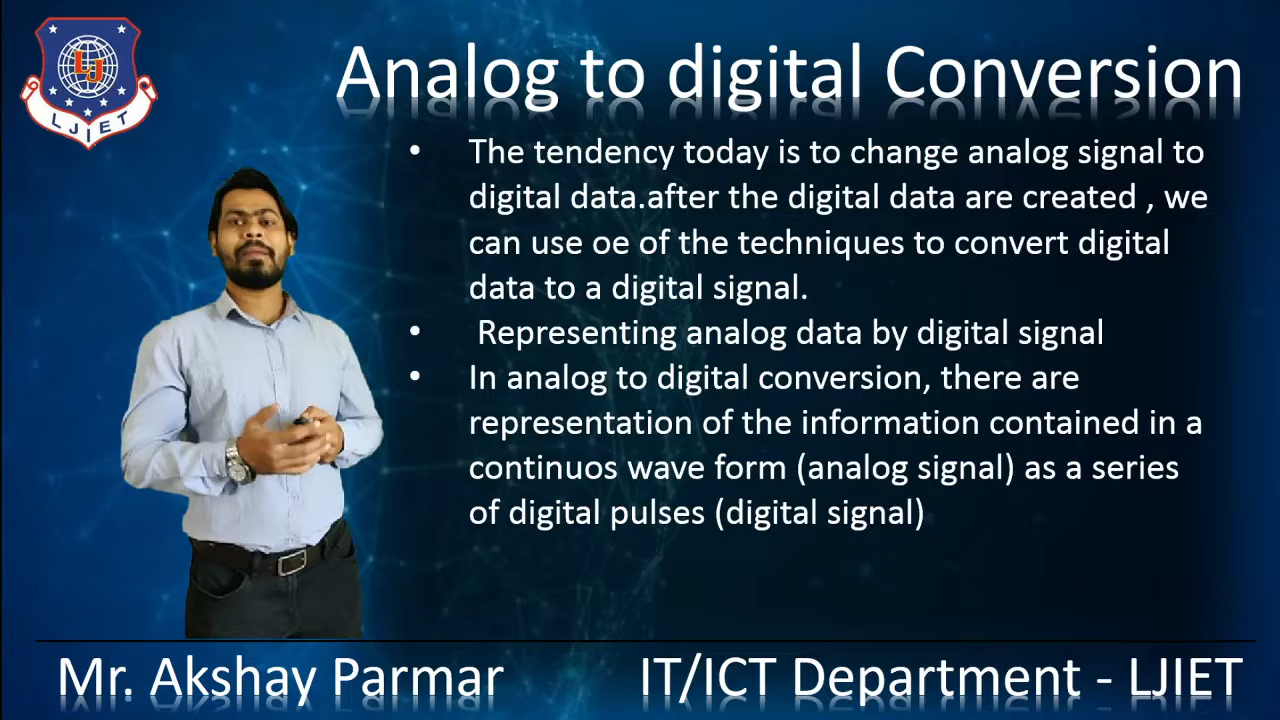 LJ
LJIET
Analog to digital Conversion
• The tendency today is to change analog signal to
digital data.after the digital data are created , we
can use oe of the techniques to convert digital
data to a digital signal.
• Representing analog data by digital signal
• In analog to digital conversion, there are
representation of the information contained in a
continuos wave form (analog signal) as a series
of digital pulses (digital signal)
Mr. Akshay Parmar
IT/ICT Department - LJIET